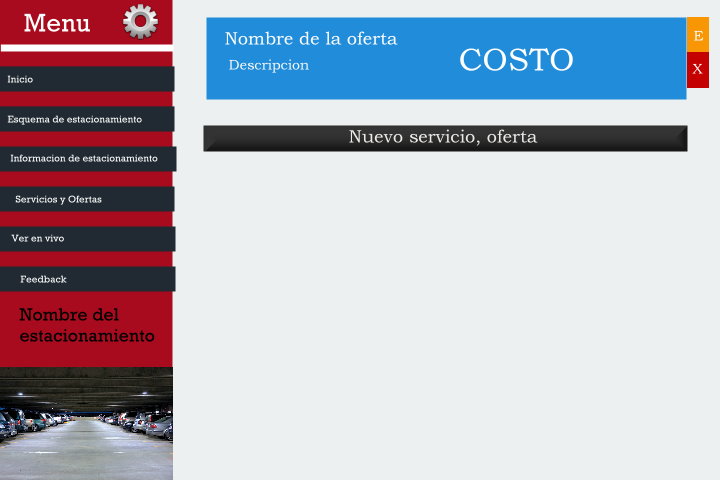 Menu
Inicio
Esquema de estacionamiento
Informacion de estacionamiento
Servicios y Ofertas
Ver en vivo
Feedback
Nombre del
estacionamiento
Nombre de la oferta
Descripcion
COSTO
E
X
Nuevo servicio, oferta